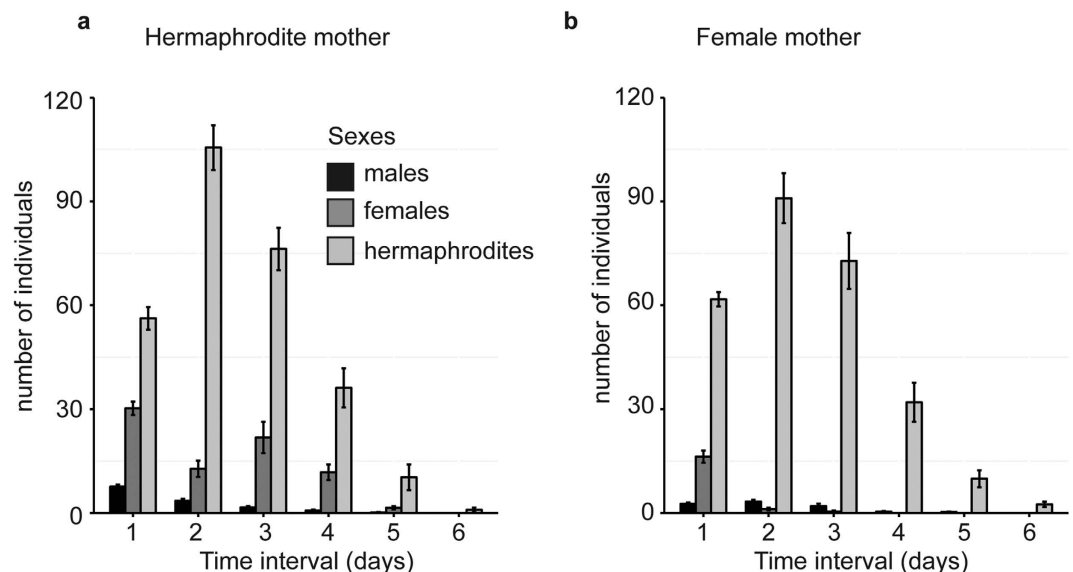 a
Hermaphrodite mother
number of individuals
120
90
60
30
0
Sexes
males
females
hermaphrodites
1 2 3 4 5 6
Time interval (days)
b
Female mother
number of individuals
120
90
60
30
0
1 2 3 4 5 6
Time interval (days)